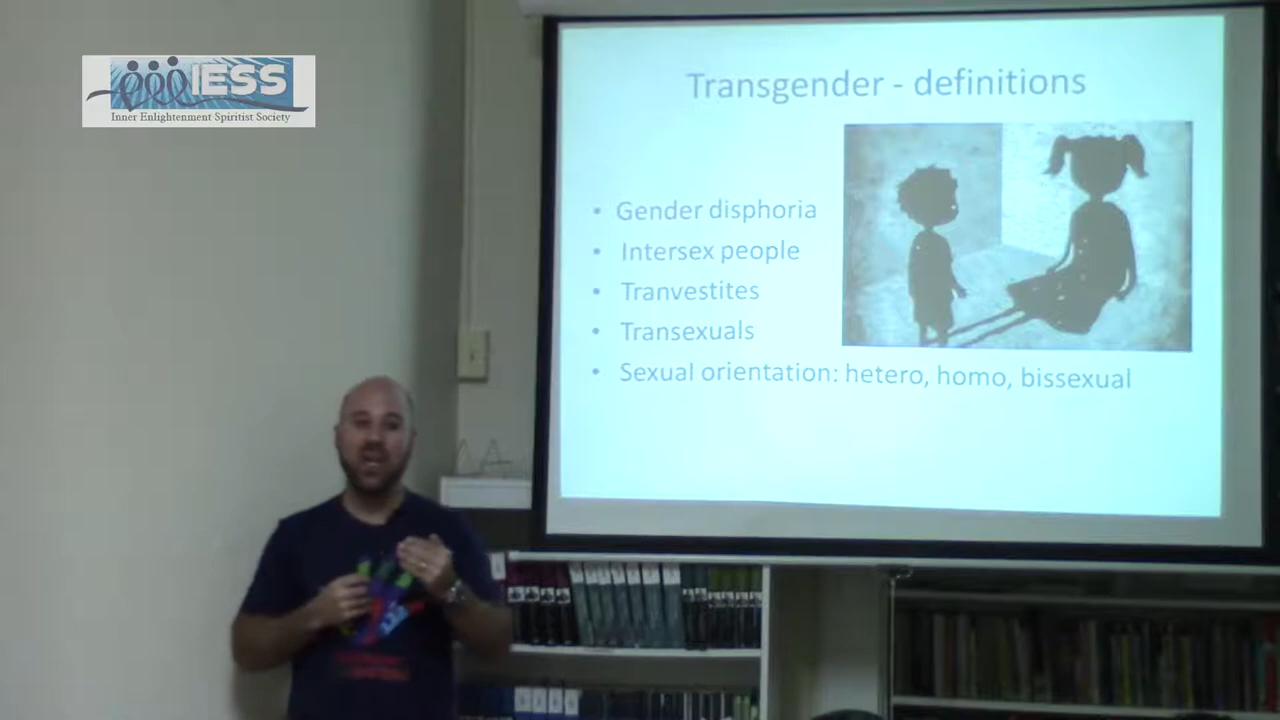 IESS
Inner Enlightenment Spiritist Society
Transgender - definitions
• Gender disphoria
• Intersex people
• Tranvestites
• Transexuals
• Sexual orientation: hetero, homo, bissexual